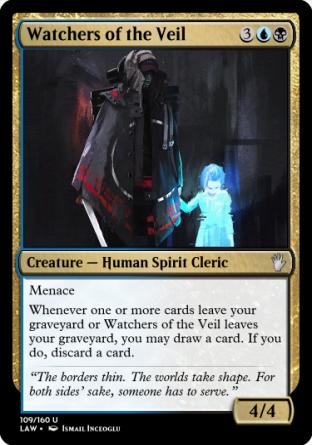 Watchers of the Veil 3
Creature — Human Spirit Cleric
Menace
Whenever one or more cards leave your
graveyard or Watchers of the Veil leaves
your graveyard, you may draw a card. If you
do, discard a card.
“The borders thin. The worlds take shape. For
both sides’ sake, someone has to serve.”
4/4
109/160 U
LAW • Ismail Inceoglu